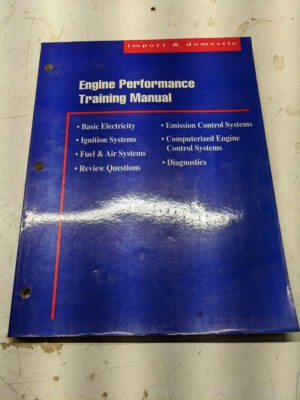 import & domestic
Engine Performance
Training Manual
• Basic Electricity
• Ignition Systems
• Fuel & Air Systems
• Review Questions
• Emission Control Systems
• Computerized Engine
Control Systems
• Diagnostics